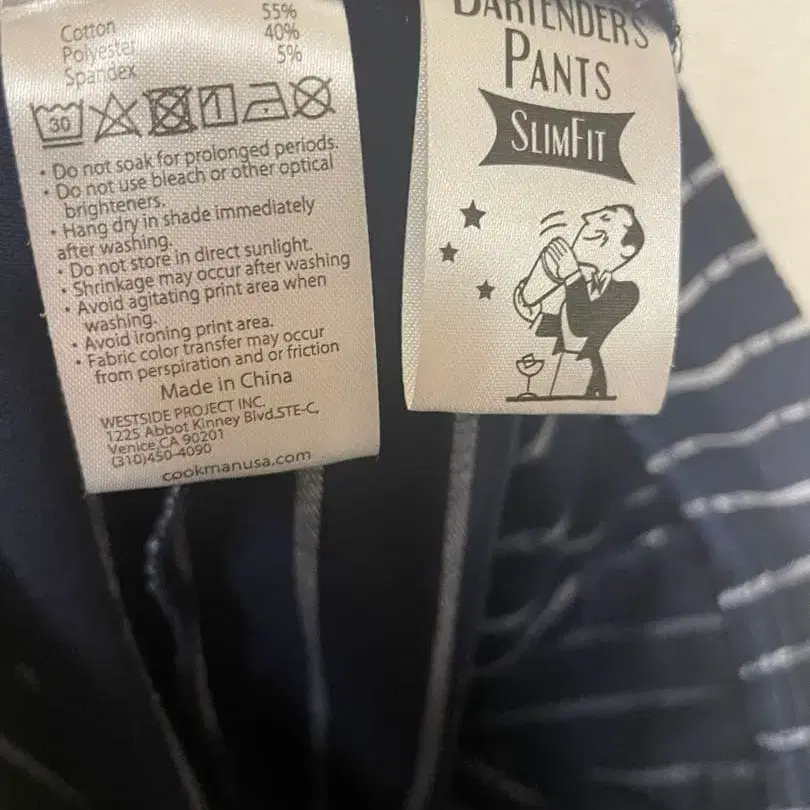 Cotton 55%
Polyester 40%
Spandex 5%
30
• Do not soak for prolonged periods.
• Do not use bleach or other optical
brighteners.
• Hang dry in shade immediately
after washing.
• Do not store in direct sunlight.
• Shrinkage may occur after washing
• Avoid agitating print area when
washing.
• Avoid ironing print area.
• Fabric color transfer may occur
from perspiration and or friction
Made in China
WESTSIDE PROJECT INC.
1225 Abbot Kinney Blvd.STE-C,
Venice,CA 90201
(310)450-4090
cookmanusa.com
BARTENDERS
PANTS
SLIMFIT